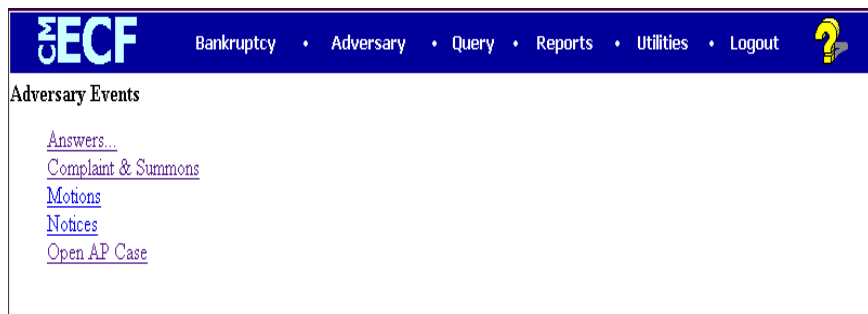 CM ECF Bankruptcy • Adversary • Query • Reports • Utilities • Logout ?
Adversary Events
Answers...
Complaint & Summons
Motions
Notices
Open AP Case